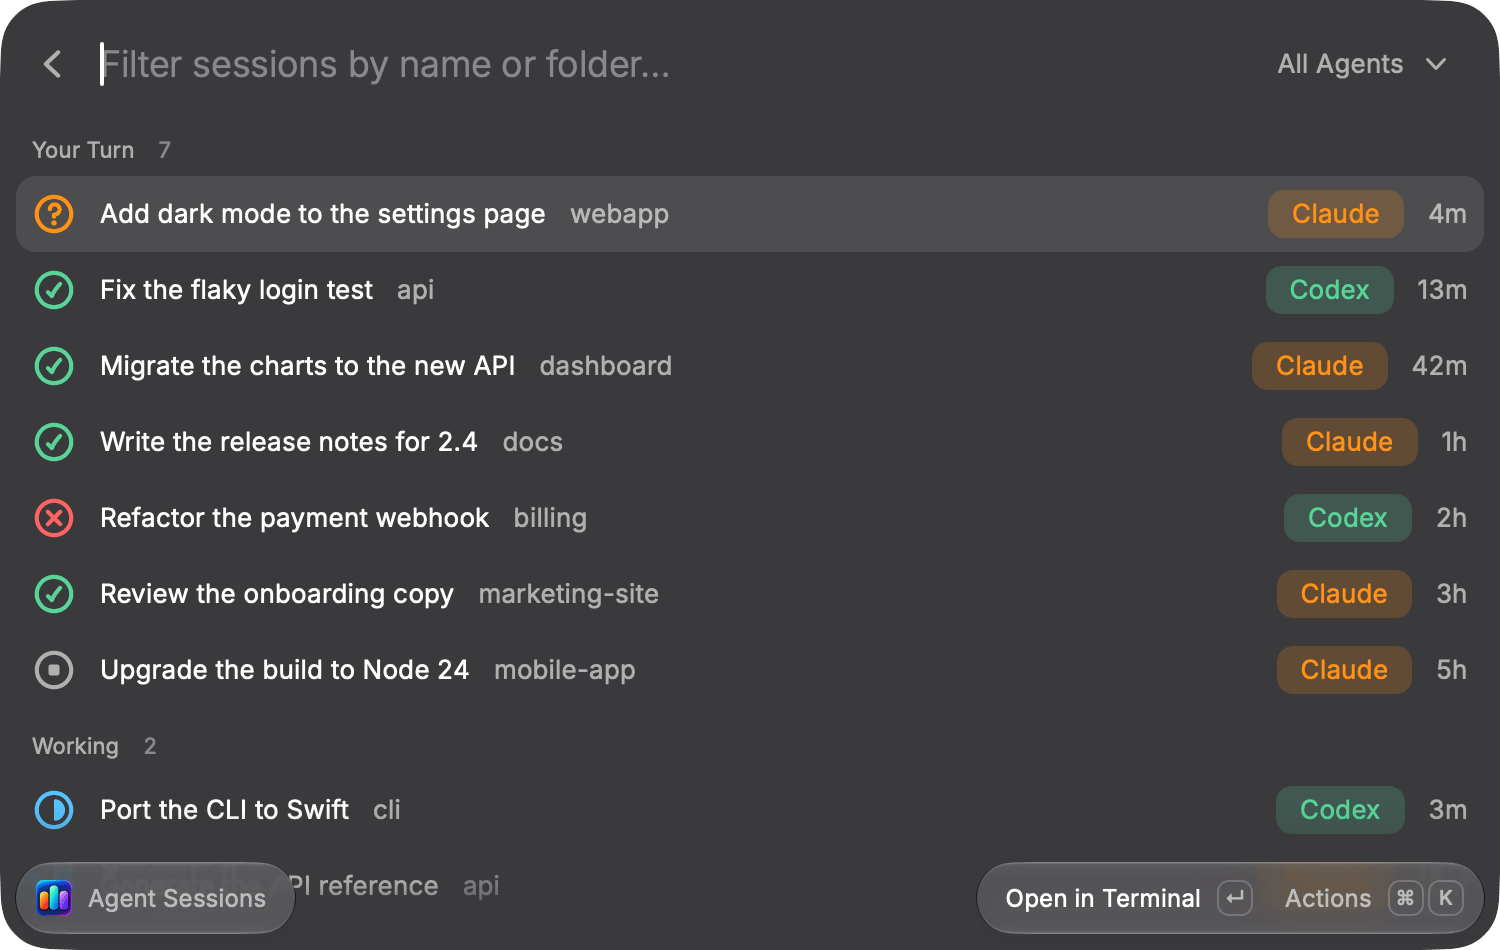 Filter sessions by name or folder...
All Agents
Your Turn 7
Add dark mode to the settings page webapp Claude 4m
Fix the flaky login test api Codex 13m
Migrate the charts to the new API dashboard Claude 42m
Write the release notes for 2.4 docs Claude 1h
Refactor the payment webhook billing Codex 2h
Review the onboarding copy marketing-site Claude 3h
Upgrade the build to Node 24 mobile-app Claude 5h
Working 2
Port the CLI to Swift cli Codex 3m
API reference api
Agent Sessions
Open in Terminal ↵ Actions ⌘ K